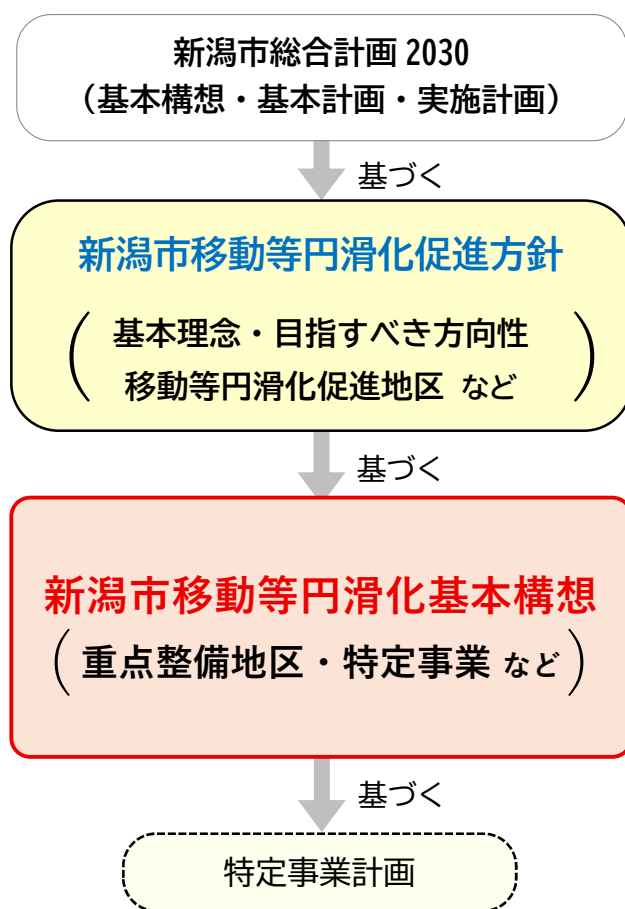 新潟市総合計画 2030
（基本構想・基本計画・実施計画）
基づく
新潟市移動等円滑化促進方針
（基本理念・目指すべき方向性
移動等円滑化促進地区 など）
基づく
新潟市移動等円滑化基本構想
（重点整備地区・特定事業 など）
基づく
特定事業計画